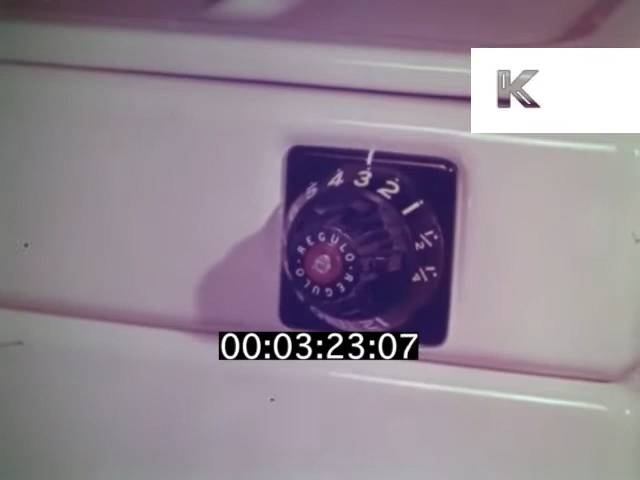 K
5 4 3 2 1 1/2 1/4
REGULO · REGULO ·
00:03:23:07